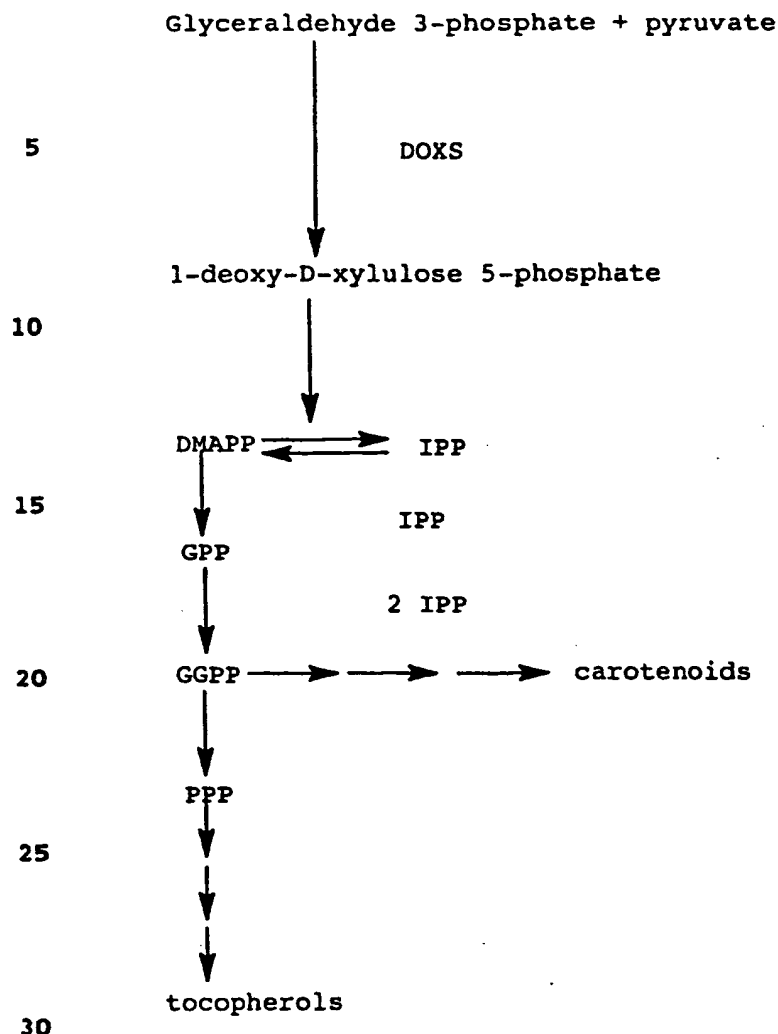 Glyceraldehyde 3-phosphate + pyruvate
5 DOXS
1-deoxy-D-xylulose 5-phosphate
10
DMAPP IPP
15 IPP
GPP
2 IPP
20 GGPP carotenoids
PPP
25
tocopherols
30